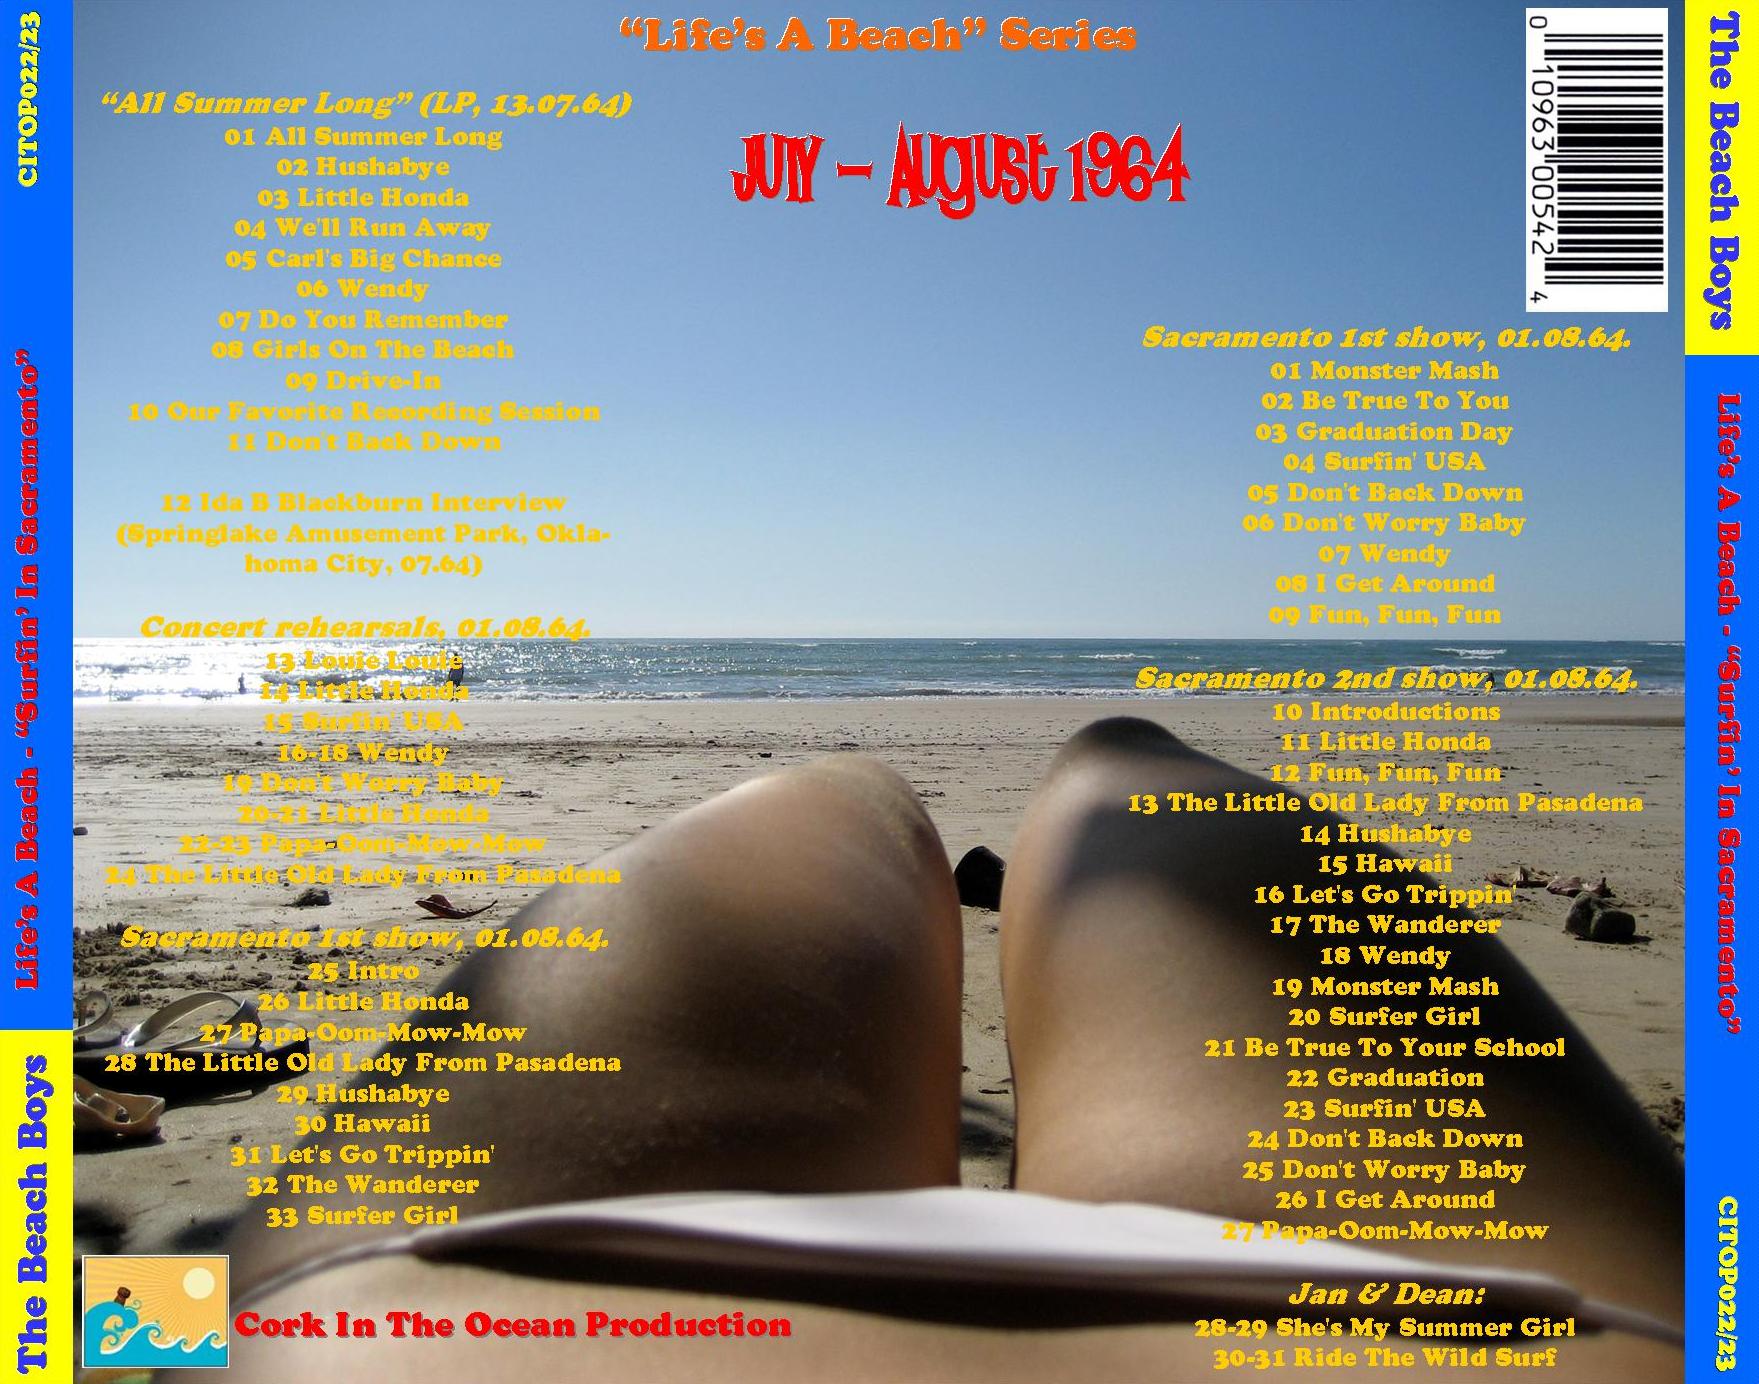 "Life's A Beach" Series
July - August 1964
"All Summer Long" (LP, 13.07.64)
01 All Summer Long
02 Hushabye
03 Little Honda
04 We'll Run Away
05 Carl's Big Chance
06 Wendy
07 Do You Remember
08 Girls On The Beach
09 Drive-In
10 Our Favorite Recording Session
11 Don't Back Down
12 Ida B Blackburn Interview
(Springlake Amusement Park, Okla-
homa City, 07.64)
Concert rehearsals, 01.08.64.
13 Louie Louie
14 Little Honda
15 Surfin' USA
16-18 Wendy
19 Don't Worry Baby
20-21 Little Honda
22-23 Papa-Oom-Mow-Mow
24 The Little Old Lady From Pasadena
Sacramento 1st show, 01.08.64.
25 Intro
26 Little Honda
27 Papa-Oom-Mow-Mow
28 The Little Old Lady From Pasadena
29 Hushabye
30 Hawaii
31 Let's Go Trippin'
32 The Wanderer
33 Surfer Girl
Cork In The Ocean Production
Sacramento 1st show, 01.08.64.
01 Monster Mash
02 Be True To You
03 Graduation Day
04 Surfin' USA
05 Don't Back Down
06 Don't Worry Baby
07 Wendy
08 I Get Around
09 Fun, Fun, Fun
Sacramento 2nd show, 01.08.64.
10 Introductions
11 Little Honda
12 Fun, Fun, Fun
13 The Little Old Lady From Pasadena
14 Hushabye
15 Hawaii
16 Let's Go Trippin'
17 The Wanderer
18 Wendy
19 Monster Mash
20 Surfer Girl
21 Be True To Your School
22 Graduation
23 Surfin' USA
24 Don't Back Down
25 Don't Worry Baby
26 I Get Around
27 Papa-Oom-Mow-Mow
Jan & Dean:
28-29 She's My Summer Girl
30-31 Ride The Wild Surf
0 10963 00542 4
The Beach Boys
Life's A Beach - "Surfin' In Sacramento"
CITOP022/23
The Beach Boys
Life's A Beach - "Surfin' In Sacramento"
CITOP022/23